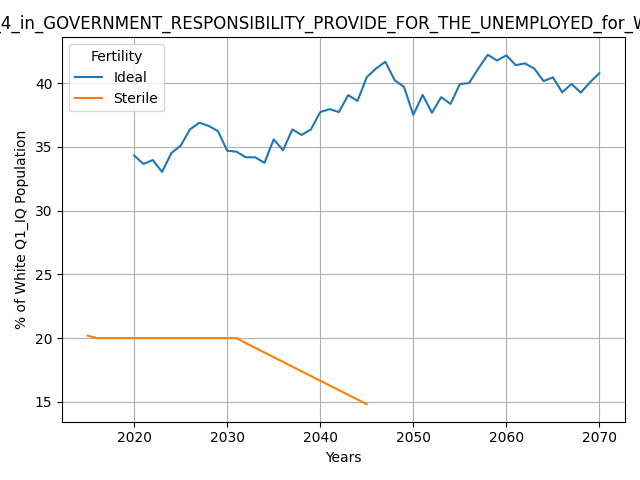 _4_in_GOVERNMENT_RESPONSIBILITY_PROVIDE_FOR_THE_UNEMPLOYED_for_W
Fertility
Ideal
Sterile
% of White Q1_IQ Population
40
35
30
25
20
15
2020
2030
2040
2050
2060
2070
Years